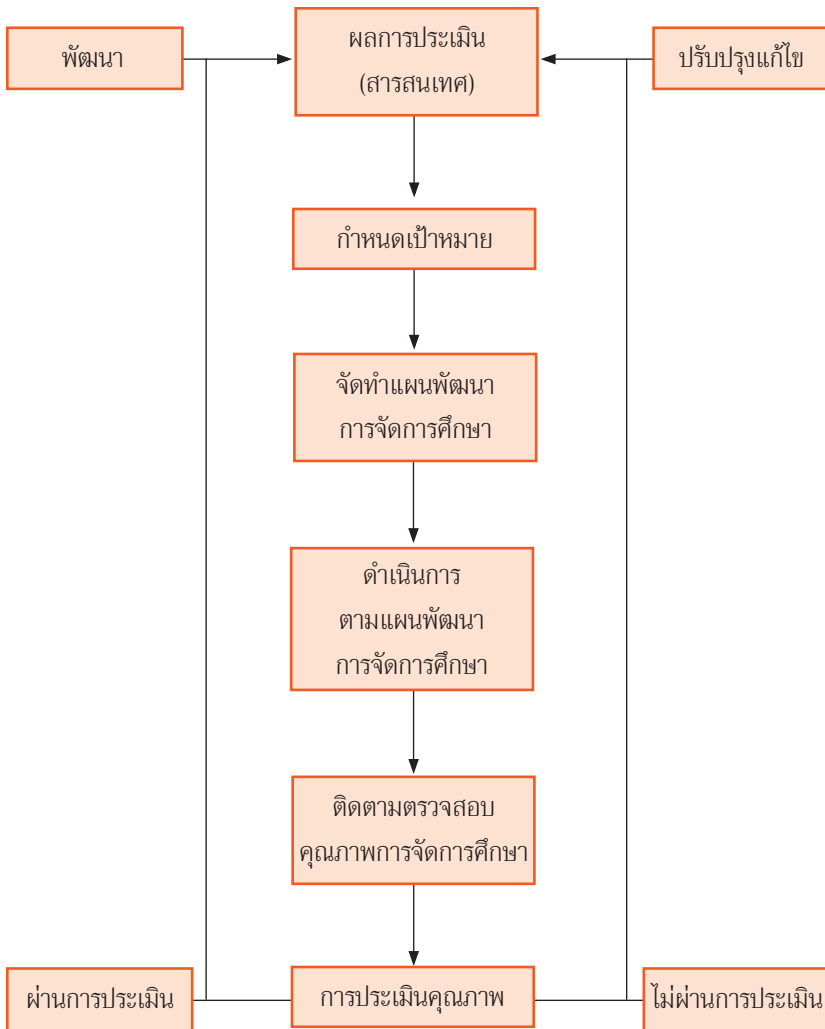 พัฒนา
ผลการประเมิน
(สารสนเทศ)
ปรับปรุงแก้ไข
กำหนดเป้าหมาย
จัดทำแผนพัฒนา
การจัดการศึกษา
ดำเนินการ
ตามแผนพัฒนา
การจัดการศึกษา
ติดตามตรวจสอบ
คุณภาพการจัดการศึกษา
ผ่านการประเมิน
การประเมินคุณภาพ
ไม่ผ่านการประเมิน